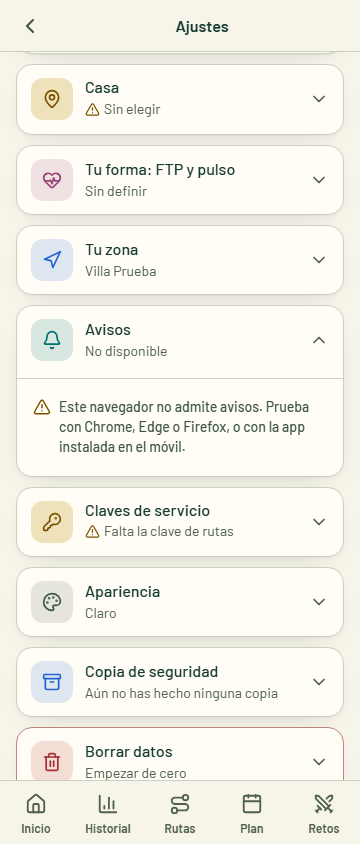 Ajustes
Casa
Sin elegir
Tu forma: FTP y pulso
Sin definir
Tu zona
Villa Prueba
Avisos
No disponible
Este navegador no admite avisos. Prueba
con Chrome, Edge o Firefox, o con la app
instalada en el móvil.
Claves de servicio
Falta la clave de rutas
Apariencia
Claro
Copia de seguridad
Aún no has hecho ninguna copia
Borrar datos
Empezar de cero
Inicio
Historial
Rutas
Plan
Retos